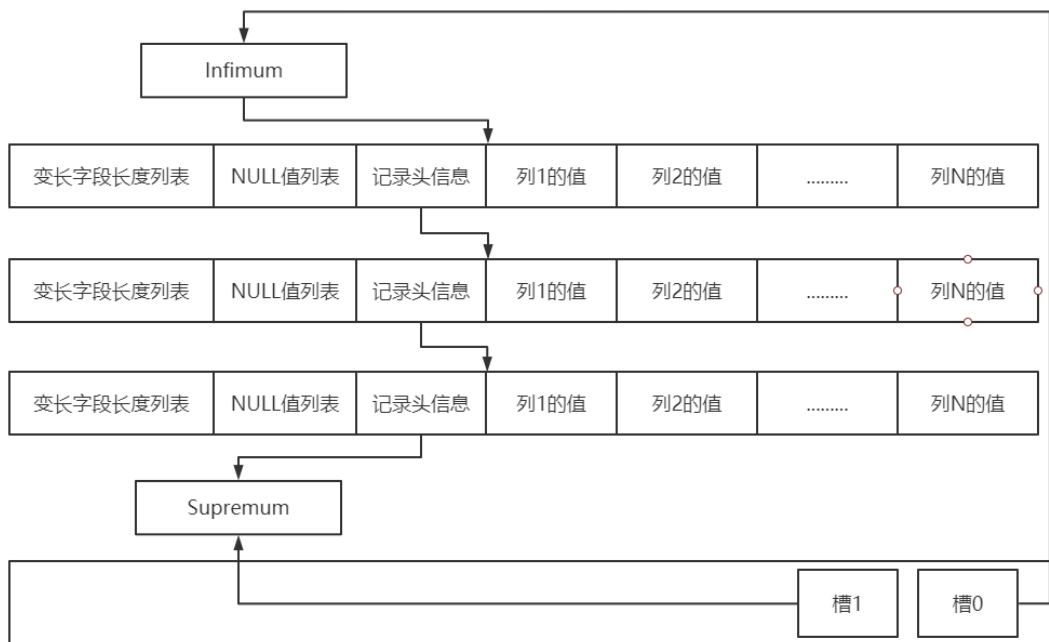 Infimum
变长字段长度列表 NULL值列表 记录头信息 列1的值 列2的值 ......... 列N的值
变长字段长度列表 NULL值列表 记录头信息 列1的值 列2的值 ......... 列N的值
变长字段长度列表 NULL值列表 记录头信息 列1的值 列2的值 ......... 列N的值
Supremum
槽1 槽0